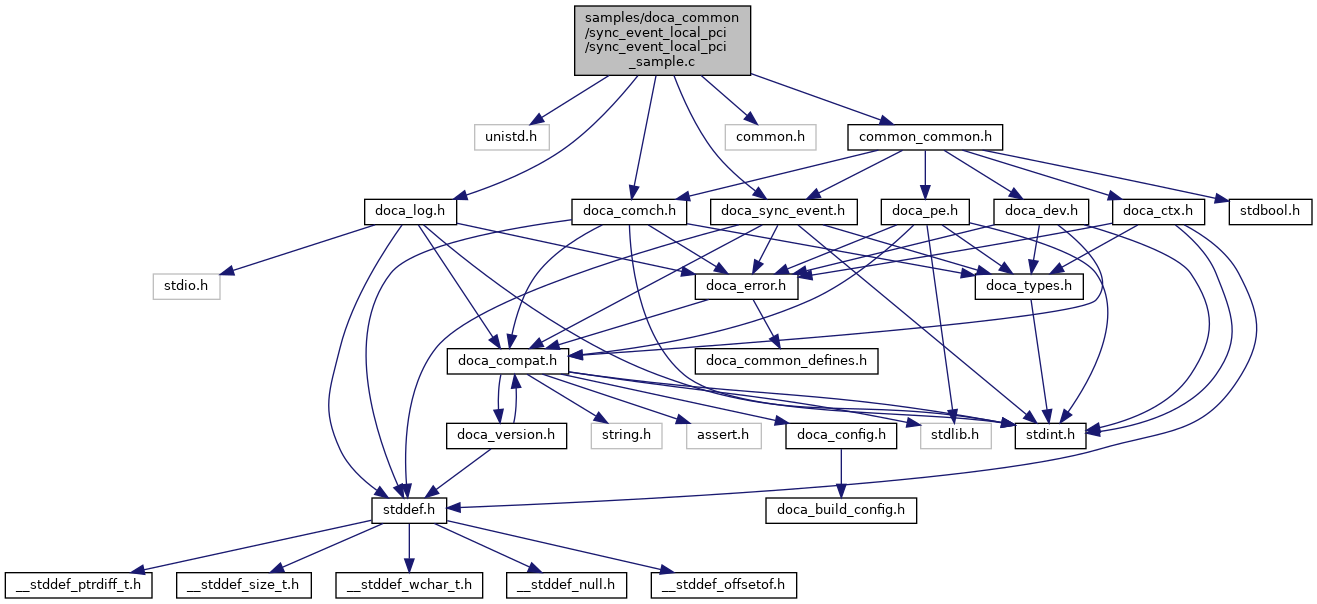 samples/doca_common
/sync_event_local_pci
/sync_event_local_pci
_sample.c
unistd.h
common.h
common_common.h
doca_log.h
doca_comch.h
doca_sync_event.h
doca_pe.h
doca_dev.h
doca_ctx.h
stdbool.h
stdio.h
doca_error.h
doca_types.h
doca_compat.h
doca_common_defines.h
doca_version.h
string.h
assert.h
doca_config.h
stdlib.h
stdint.h
stddef.h
doca_build_config.h
__stddef_ptrdiff_t.h
__stddef_size_t.h
__stddef_wchar_t.h
__stddef_null.h
__stddef_offsetof.h